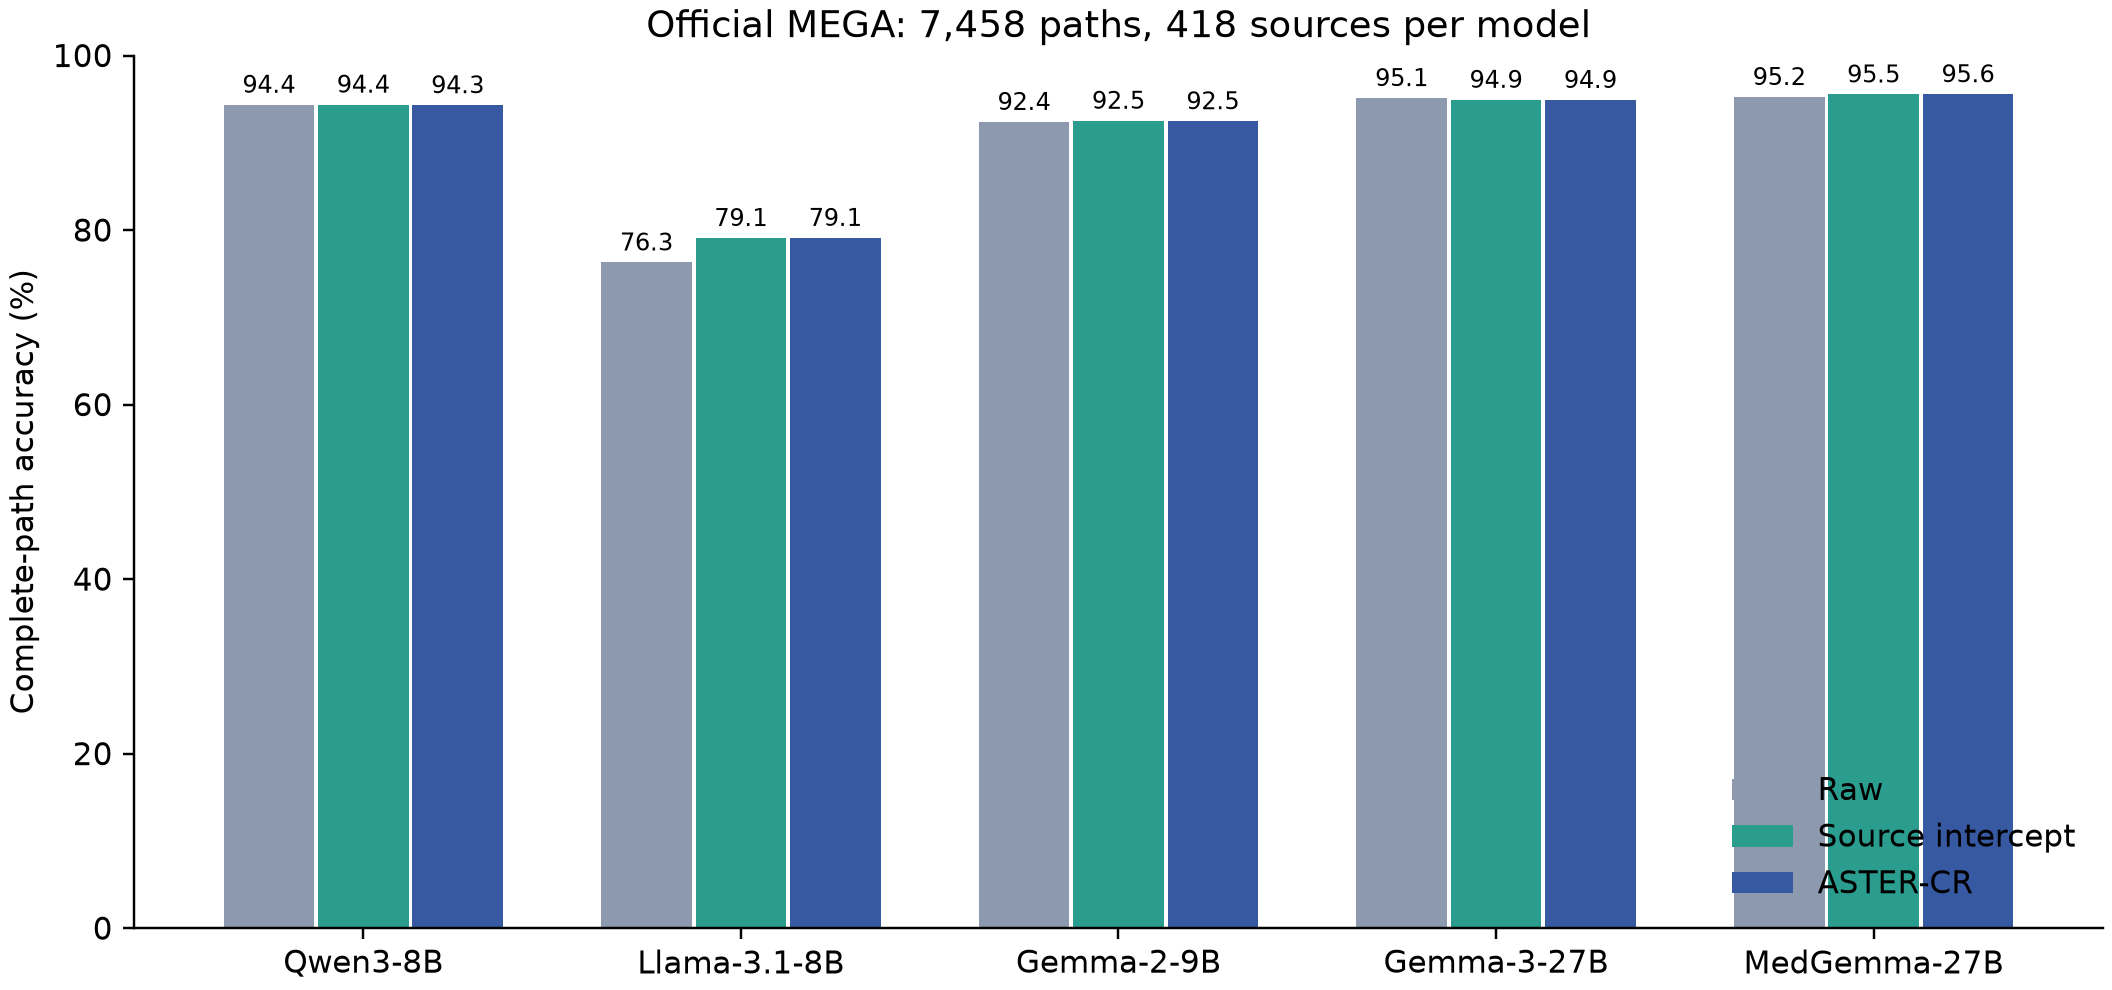 Official MEGA: 7,458 paths, 418 sources per model
Complete-path accuracy (%)
100
80
60
40
20
0
94.4 94.4 94.3
76.3 79.1 79.1
92.4 92.5 92.5
95.1 94.9 94.9
95.2 95.5 95.6
Raw
Source intercept
ASTER-CR
Qwen3-8B Llama-3.1-8B Gemma-2-9B Gemma-3-27B MedGemma-27B